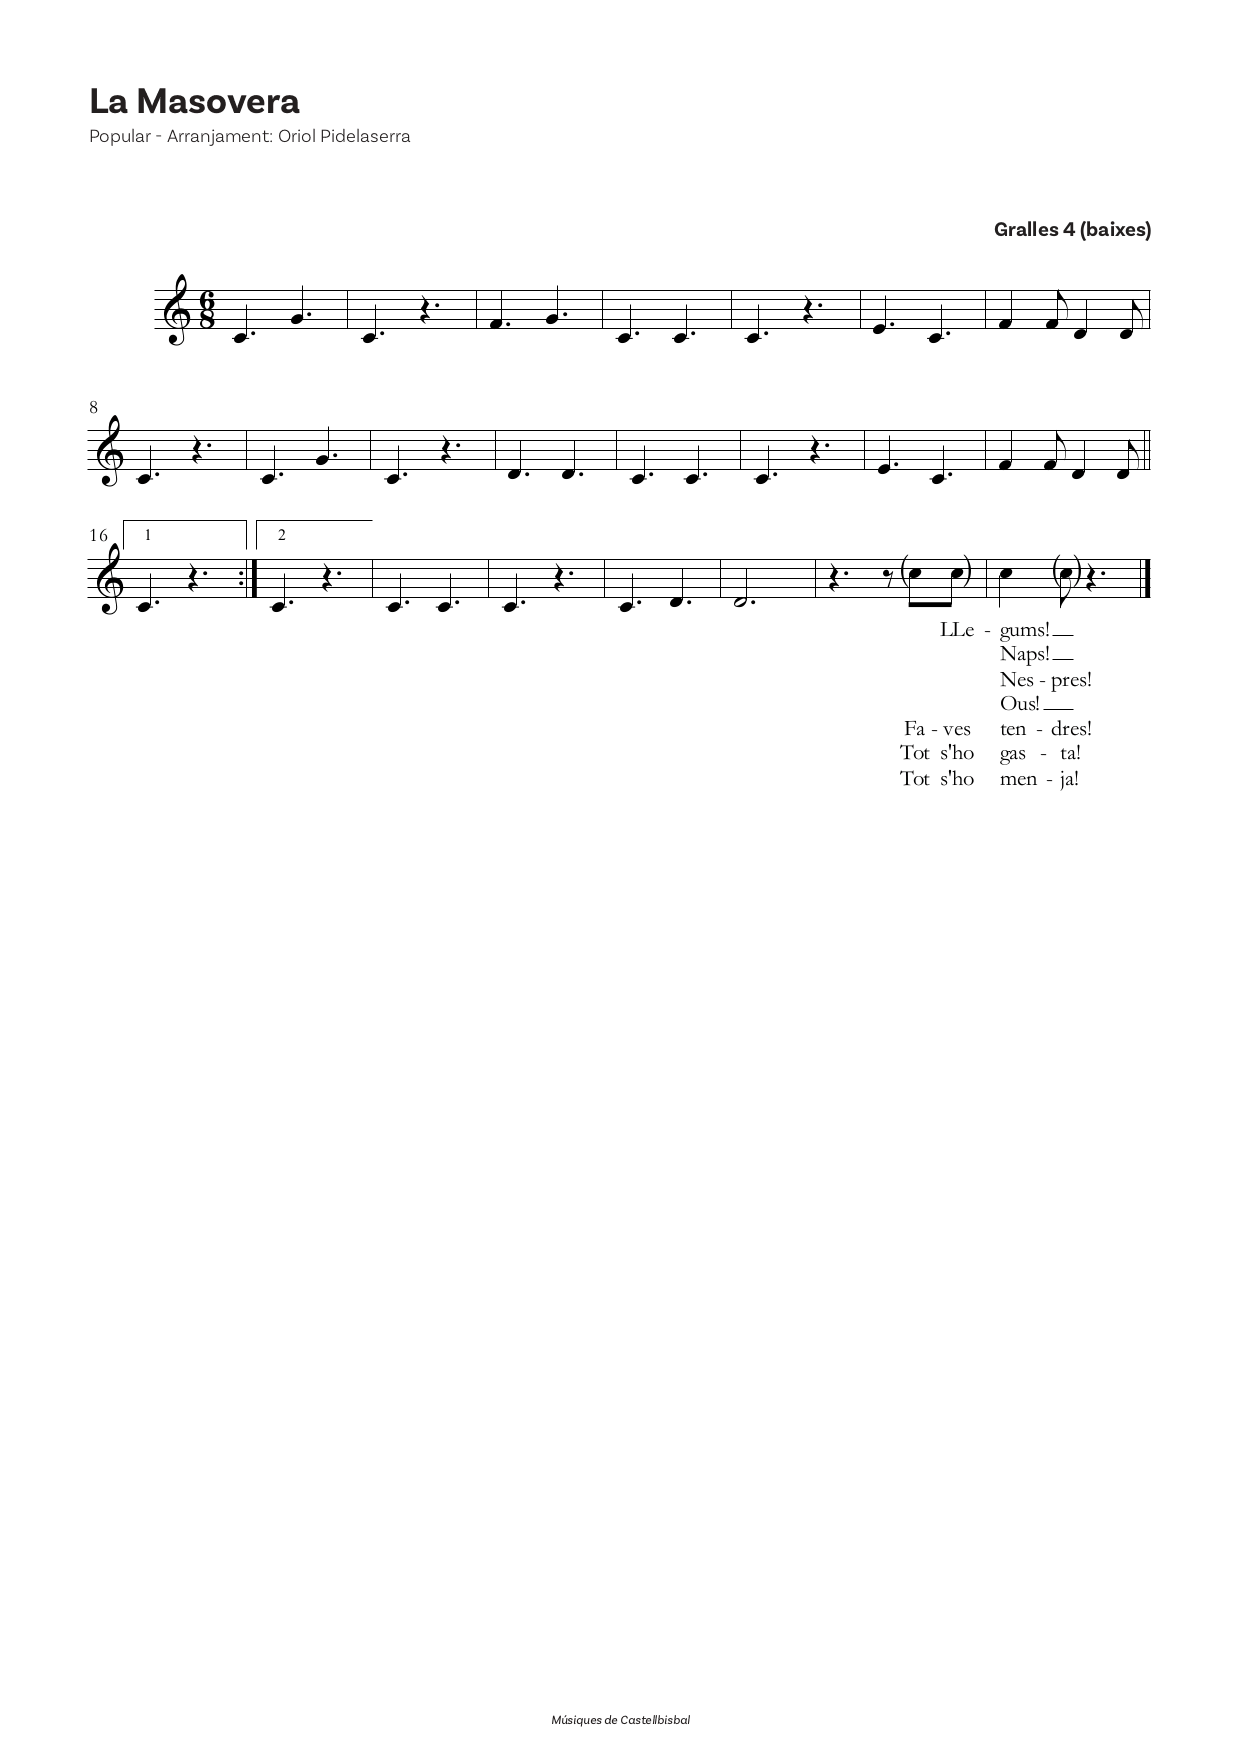 La Masovera
Popular - Arranjament: Oriol Pidelaserra
Gralles 4 (baixes)
6
8
8
16
1
2
LLe - gums!
Naps!
Nes - pres!
Ous!
Fa - ves ten - dres!
Tot s'ho gas - ta!
Tot s'ho men - ja!
Músiques de Castellbisbal